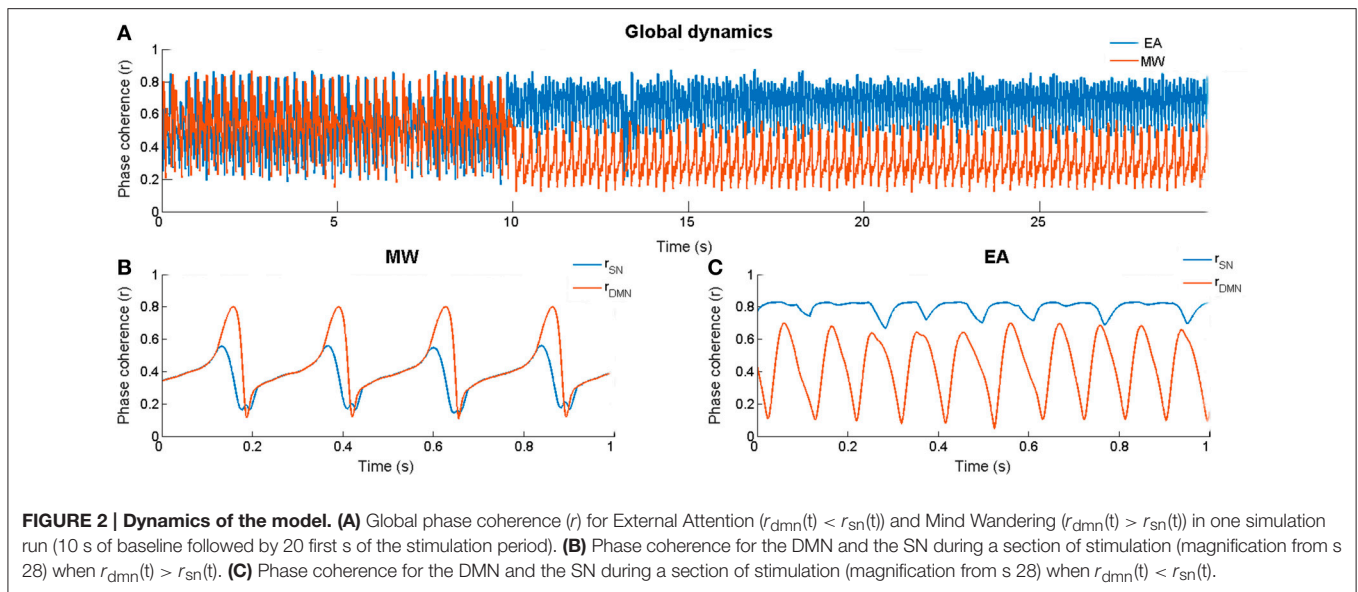 A
Global dynamics
EA
MW
Phase coherence (r)
1
0.8
0.6
0.4
0.2
0
0
5
10
15
20
25
Time (s)
B
MW
r_SN
r_DMN
Phase coherence (r)
1
0.8
0.6
0.4
0.2
0
0
0.2
0.4
0.6
0.8
1
Time (s)
C
EA
r_SN
r_DMN
Phase coherence (r)
1
0.8
0.6
0.4
0.2
0
0
0.2
0.4
0.6
0.8
1
Time (s)
FIGURE 2 | Dynamics of the model. (A) Global phase coherence (r) for External Attention (r_dmn(t) < r_sn(t)) and Mind Wandering (r_dmn(t) > r_sn(t)) in one simulation
run (10 s of baseline followed by 20 first s of the stimulation period). (B) Phase coherence for the DMN and the SN during a section of stimulation (magnification from s
28) when r_dmn(t) > r_sn(t). (C) Phase coherence for the DMN and the SN during a section of stimulation (magnification from s 28) when r_dmn(t) < r_sn(t).